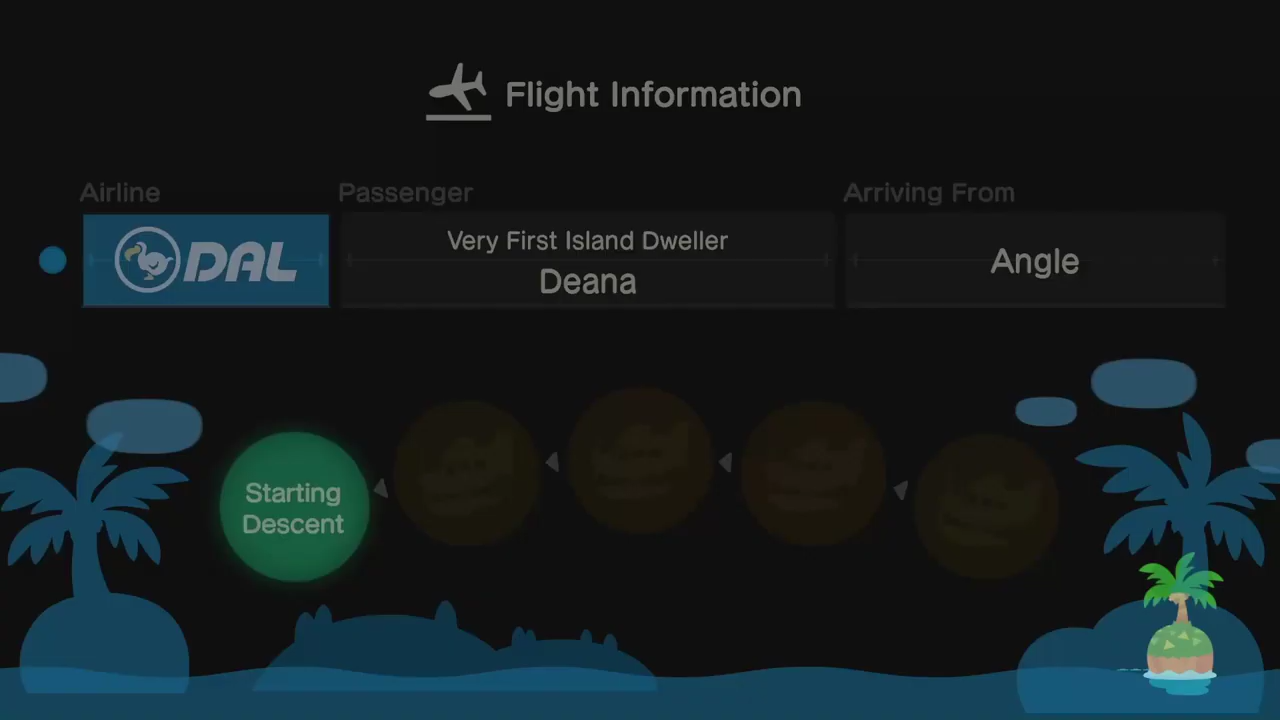 Flight Information
Airline
Passenger
Arriving From
DAL
Very First Island Dweller
Deana
Angle
Starting
Descent